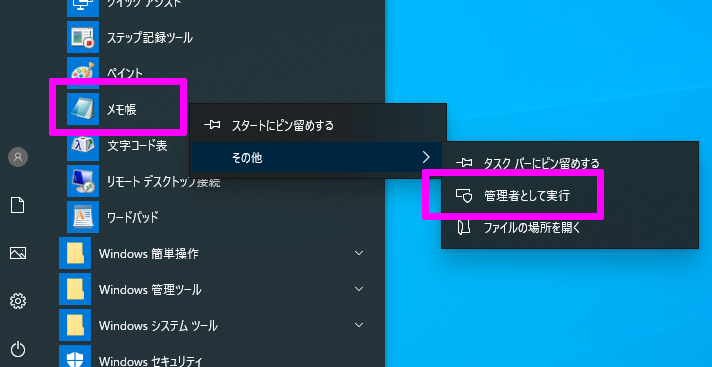 クイック アシスト
ステップ記録ツール
ペイント
メモ帳
文字コード表
リモート デスクトップ接続
ワードパッド
Windows 簡単操作
Windows 管理ツール
Windows システム ツール
Windows セキュリティ
スタートにピン留めする
その他
タスク バーにピン留めする
管理者として実行
ファイルの場所を開く